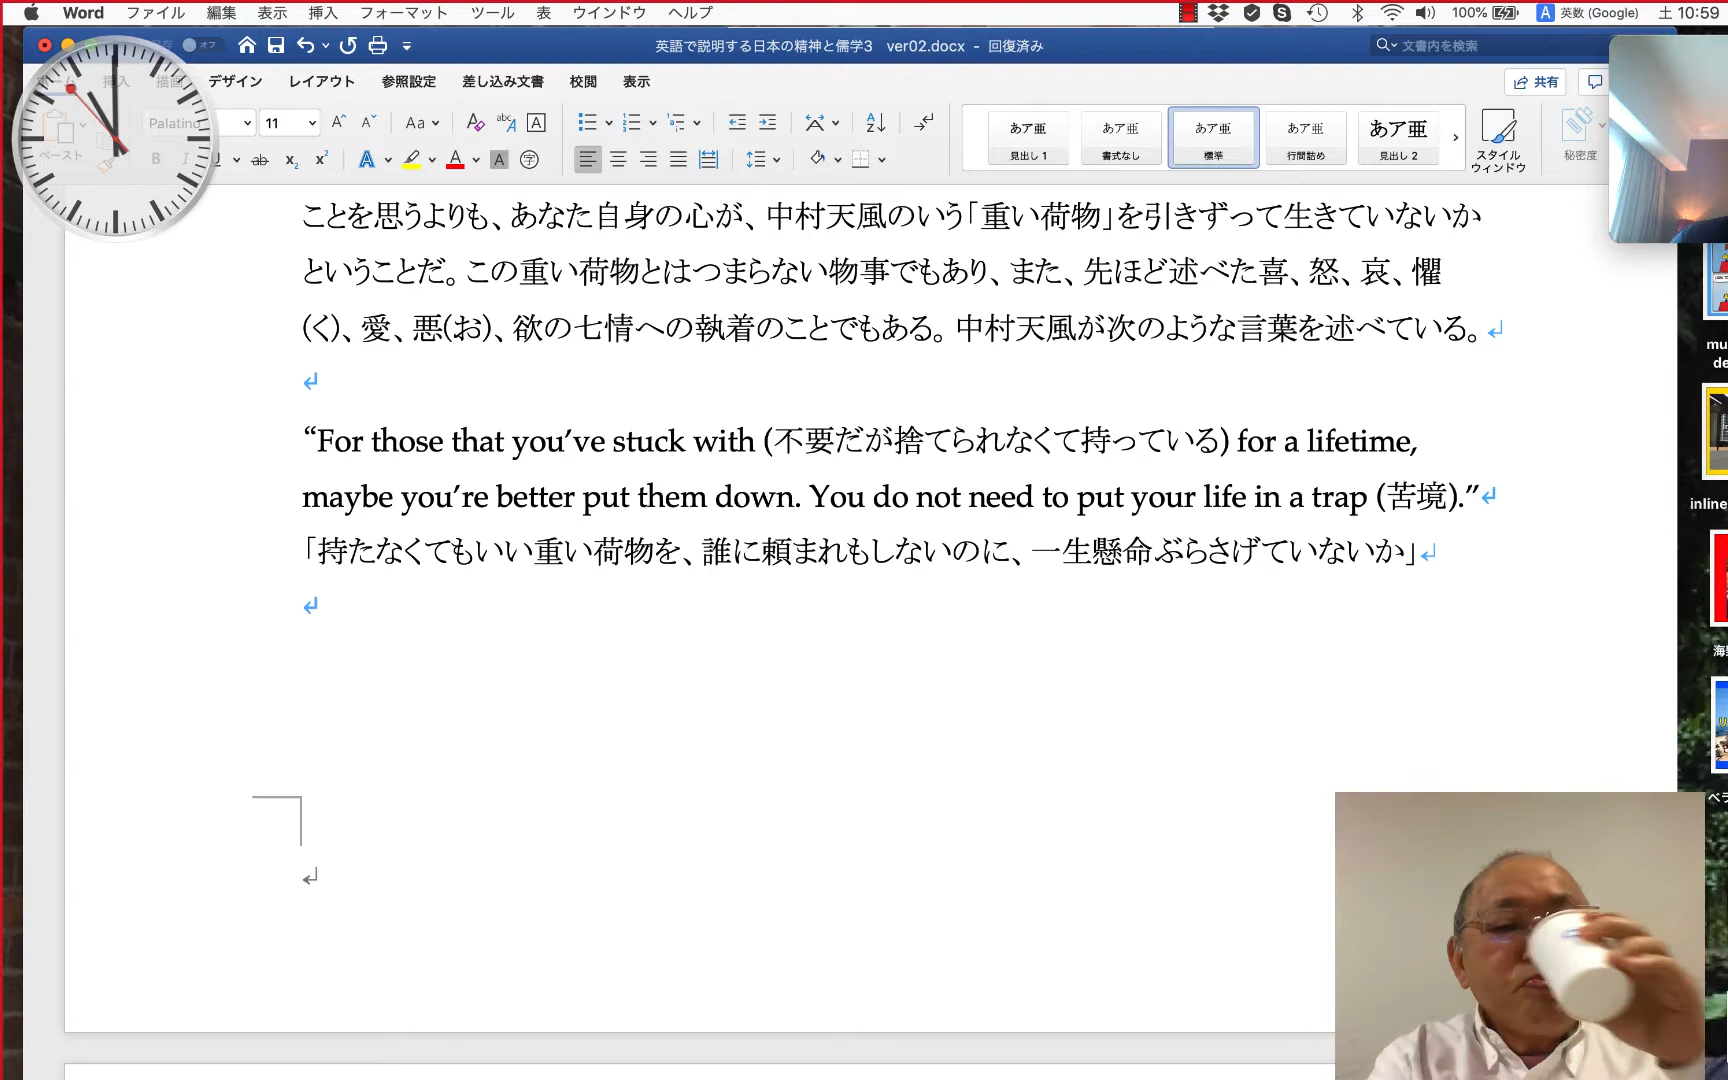 Word ファイル 編集 表示 挿入 フォーマット ツール 表 ウインドウ ヘルプ 100% A 英数 (Google) 土 10:59
オフ 英語で説明する日本の精神と儒学3 ver02.docx - 回復済み 文書内を検索
挿入 描画 デザイン レイアウト 参照設定 差し込み文書 校閲 表示 共有
ペースト Palatino 11 Aa
あア亜 あア亜 あア亜 あア亜 あア亜
見出し 1 書式なし 標準 行間詰め 見出し 2 スタイル
ウィンドウ 秘密度
ことを思うよりも、あなた自身の心が、中村天風のいう「重い荷物」を引きずって生きていないか
ということだ。この重い荷物とはつまらない物事でもあり、また、先ほど述べた喜、怒、哀、懼
(く)、愛、悪(お)、欲の七情への執着のことでもある。中村天風が次のような言葉を述べている。
“For those that you’ve stuck with (不要だが捨てられなくて持っている) for a lifetime,
maybe you’re better put them down. You do not need to put your life in a trap (苦境).”
「持たなくてもいい重い荷物を、誰に頼まれもしないのに、一生懸命ぶらさげていないか」
mu
de
inline
海
ベラ